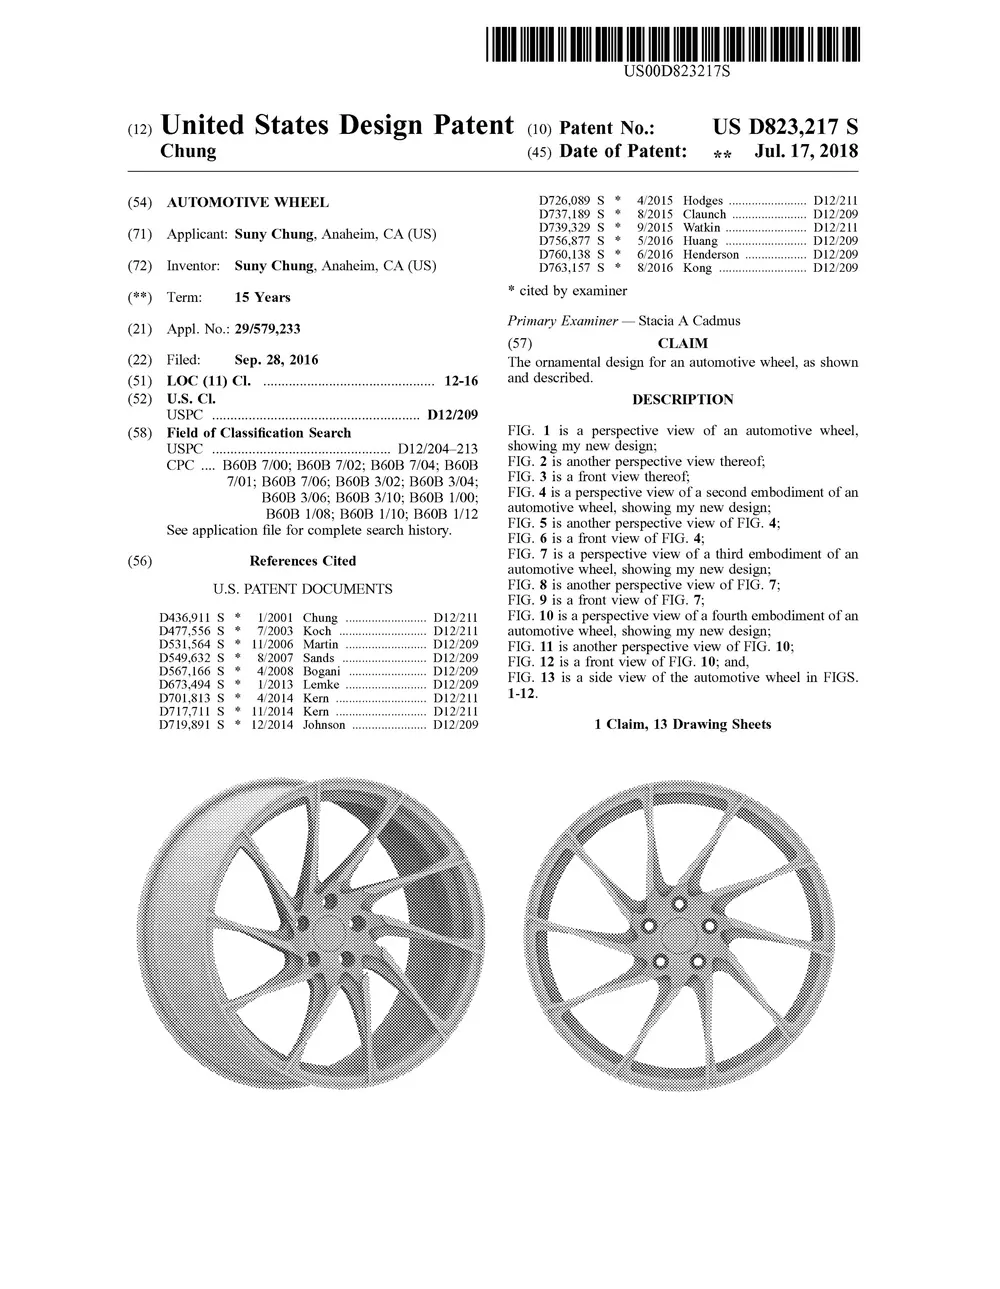 US00D823217S
(12) United States Design Patent
Chung
(10) Patent No.: US D823,217 S
(45) Date of Patent: ** Jul. 17, 2018
(54) AUTOMOTIVE WHEEL
(71) Applicant: Suny Chung, Anaheim, CA (US)
(72) Inventor: Suny Chung, Anaheim, CA (US)
(**) Term: 15 Years
(21) Appl. No.: 29/579,233
(22) Filed: Sep. 28, 2016
(51) LOC (11) Cl. ............................................... 12-16
(52) U.S. Cl.
USPC ......................................................... D12/209
(58) Field of Classification Search
USPC ................................................. D12/204–213
CPC .... B60B 7/00; B60B 7/02; B60B 7/04; B60B
7/01; B60B 7/06; B60B 3/02; B60B 3/04;
B60B 3/06; B60B 3/10; B60B 1/00;
B60B 1/08; B60B 1/10; B60B 1/12
See application file for complete search history.
(56) References Cited
U.S. PATENT DOCUMENTS
D436,911 S * 1/2001 Chung ......................... D12/211
D477,556 S * 7/2003 Koch ........................... D12/211
D531,564 S * 11/2006 Martin ......................... D12/209
D549,632 S * 8/2007 Sands .......................... D12/209
D567,166 S * 4/2008 Bogani ........................ D12/209
D673,494 S * 1/2013 Lemke ......................... D12/209
D701,813 S * 4/2014 Kern ............................ D12/211
D717,711 S * 11/2014 Kern ............................ D12/211
D719,891 S * 12/2014 Johnson ....................... D12/209
D726,089 S * 4/2015 Hodges ........................ D12/211
D737,189 S * 8/2015 Claunch ....................... D12/209
D739,329 S * 9/2015 Watkin ......................... D12/211
D756,877 S * 5/2016 Huang ......................... D12/209
D760,138 S * 6/2016 Henderson ................... D12/209
D763,157 S * 8/2016 Kong ........................... D12/209
* cited by examiner
Primary Examiner — Stacia A Cadmus
(57) CLAIM
The ornamental design for an automotive wheel, as shown
and described.
DESCRIPTION
FIG. 1 is a perspective view of an automotive wheel,
showing my new design;
FIG. 2 is another perspective view thereof;
FIG. 3 is a front view thereof;
FIG. 4 is a perspective view of a second embodiment of an
automotive wheel, showing my new design;
FIG. 5 is another perspective view of FIG. 4;
FIG. 6 is a front view of FIG. 4;
FIG. 7 is a perspective view of a third embodiment of an
automotive wheel, showing my new design;
FIG. 8 is another perspective view of FIG. 7;
FIG. 9 is a front view of FIG. 7;
FIG. 10 is a perspective view of a fourth embodiment of an
automotive wheel, showing my new design;
FIG. 11 is another perspective view of FIG. 10;
FIG. 12 is a front view of FIG. 10; and,
FIG. 13 is a side view of the automotive wheel in FIGS.
1-12.
1 Claim, 13 Drawing Sheets